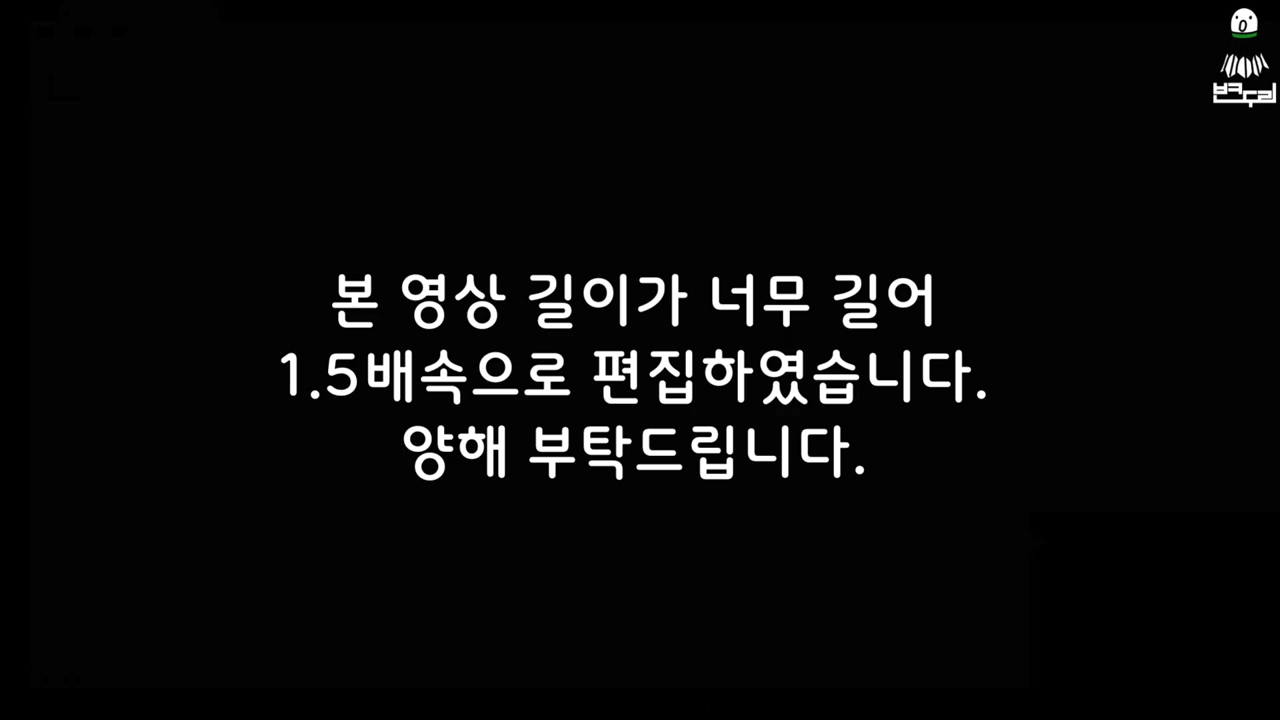 본 영상 길이가 너무 길어
1.5배속으로 편집하였습니다.
양해 부탁드립니다.